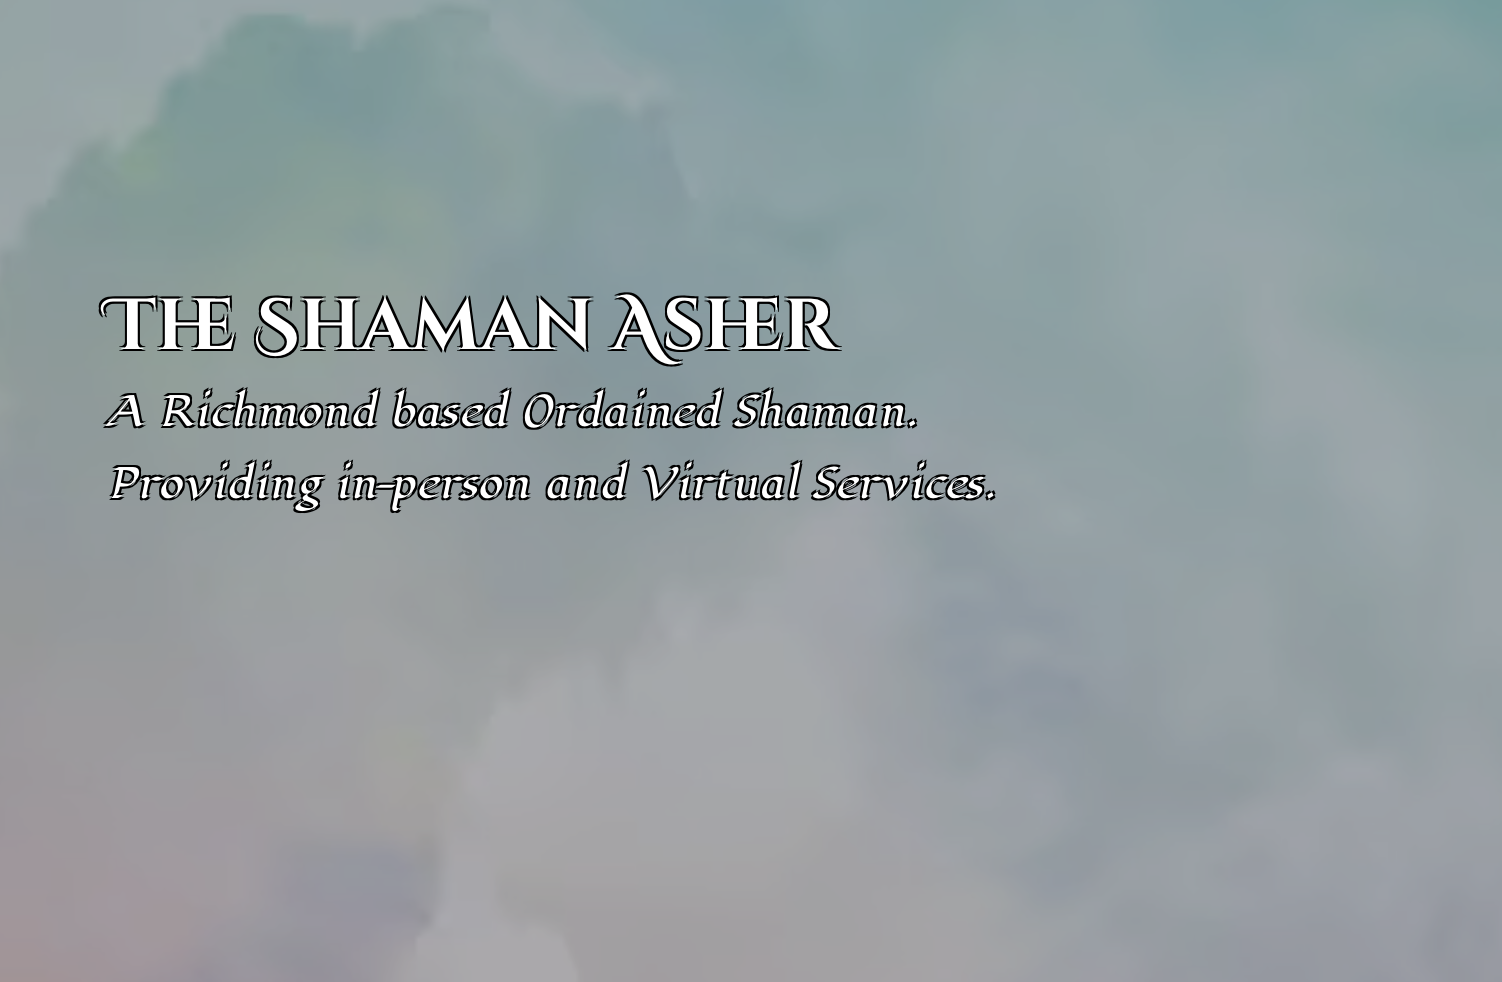 The Shaman Asher
A Richmond based Ordained Shaman.
Providing in-person and Virtual Services.